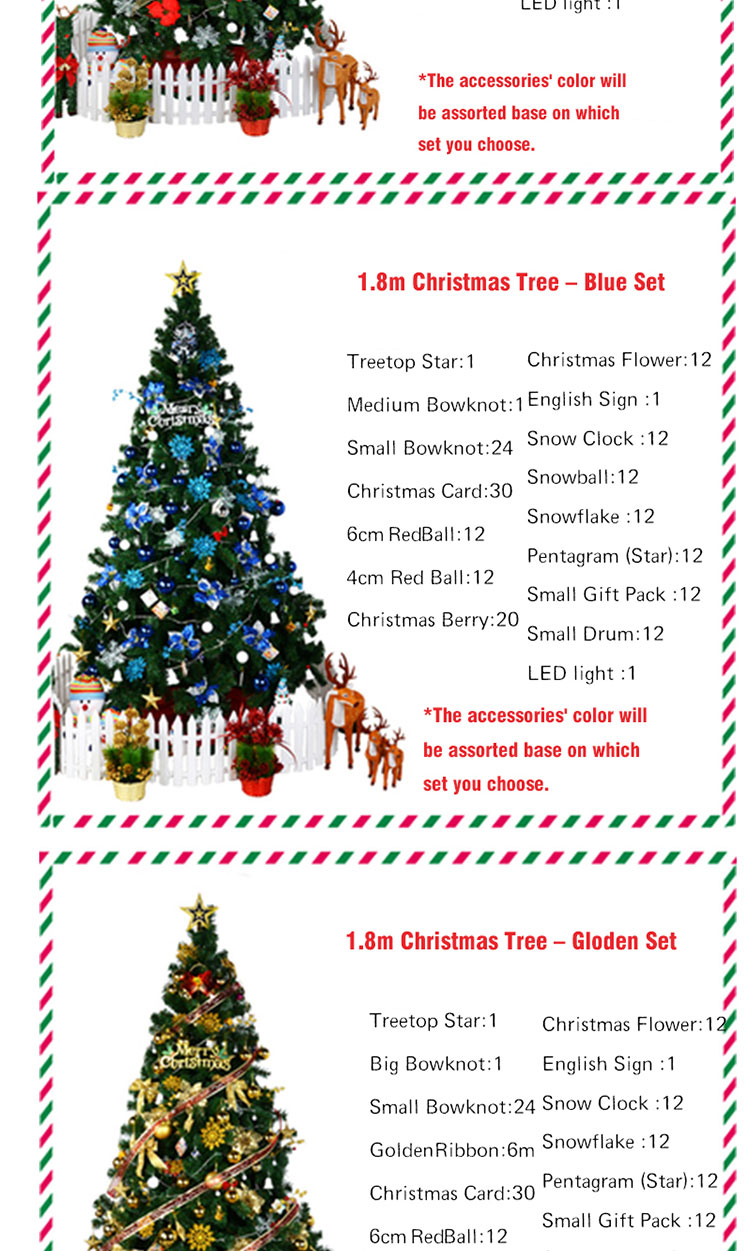 LED light :1
*The accessories' color will
be assorted base on which
set you choose.
1.8m Christmas Tree – Blue Set
Treetop Star:1
Medium Bowknot:1
Small Bowknot:24
Christmas Card:30
6cm RedBall:12
4cm Red Ball:12
Christmas Berry:20
Christmas Flower:12
English Sign :1
Snow Clock :12
Snowball:12
Snowflake :12
Pentagram (Star):12
Small Gift Pack :12
Small Drum:12
LED light :1
Merry
Christmas
*The accessories' color will
be assorted base on which
set you choose.
1.8m Christmas Tree – Gloden Set
Treetop Star:1
Big Bowknot:1
Small Bowknot:24
GoldenRibbon:6m
Christmas Card:30
6cm RedBall:12
Christmas Flower:12
English Sign :1
Snow Clock :12
Snowflake :12
Pentagram (Star):12
Small Gift Pack :12
Merry
Christmas